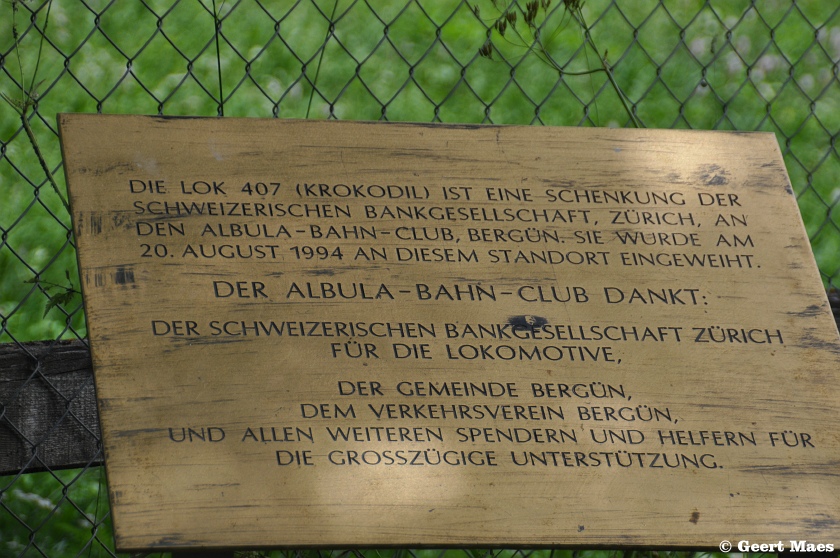 DIE LOK 407 (KROKODIL) IST EINE SCHENKUNG DER
SCHWEIZERISCHEN BANKGESELLSCHAFT, ZÜRICH, AN
DEN ALBULA-BAHN-CLUB, BERGÜN. SIE WURDE AM
20. AUGUST 1994 AN DIESEM STANDORT EINGEWEIHT.
DER ALBULA-BAHN-CLUB DANKT:
DER SCHWEIZERISCHEN BANKGESELLSCHAFT ZÜRICH
FÜR DIE LOKOMOTIVE,
DER GEMEINDE BERGÜN,
DEM VERKEHRSVEREIN BERGÜN,
UND ALLEN WEITEREN SPENDERN UND HELFERN FÜR
DIE GROSSZÜGIGE UNTERSTÜTZUNG.
© Geert Maes